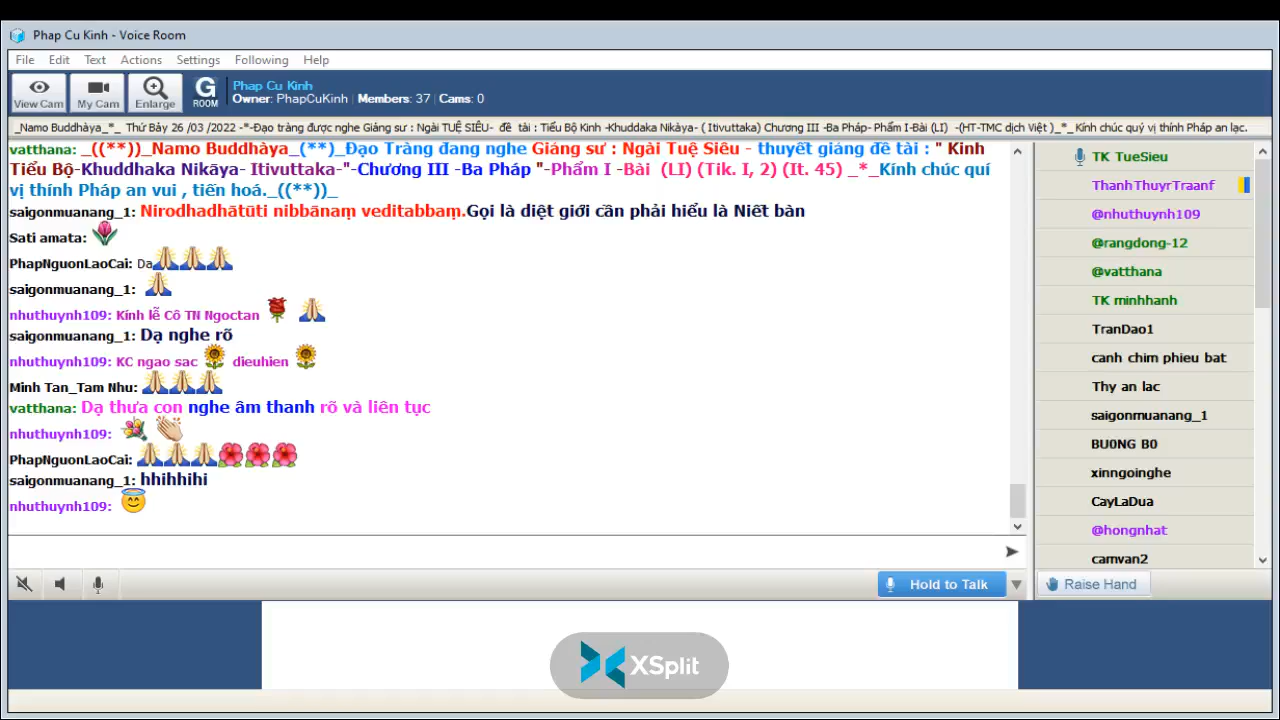 Phap Cu Kinh - Voice Room
File Edit Text Actions Settings Following Help
View Cam My Cam Enlarge G ROOM
Phap Cu Kinh
Owner: PhapCuKinh Members: 37 Cams: 0
_Namo Buddhàya_*_ Thứ Bảy 26 /03 /2022 -*-Đạo tràng được nghe Giảng sư : Ngài TUỆ SIÊU- đề tài : Tiểu Bộ Kinh -Khuddaka Nikàya- ( Itivuttaka) Chương III -Ba Pháp- Phẩm I-Bài (LI) -(HT-TMC dịch Việt )_*_ Kính chúc quý vị thính Pháp an lạc.
vatthana: _((**))_Namo Buddhàya_(**)_Đạo Tràng đang nghe Giảng sư : Ngài Tuệ Siêu - thuyết giảng đề tài : " Kinh
Tiểu Bộ-Khuddhaka Nikāya- Itivuttaka-"-Chương III -Ba Pháp "-Phẩm I -Bài (LI) (Tik. I, 2) (It. 45) _*_Kính chúc quí
vị thính Pháp an vui , tiến hoá._((**))_
saigonmuanang_1: Nirodhadhātūti nibbānaṃ veditabbaṃ.Gọi là diệt giới cần phải hiểu là Niết bàn
Sati amata:
PhapNguonLaoCai: Da
saigonmuanang_1:
nhuthuynh109: Kính lễ Cô TN Ngoctan
saigonmuanang_1: Dạ nghe rõ
nhuthuynh109: KC ngao sac dieuhien
Minh Tan_Tam Nhu:
vatthana: Dạ thưa con nghe âm thanh rõ và liên tục
nhuthuynh109:
PhapNguonLaoCai:
saigonmuanang_1: hhihhihi
nhuthuynh109:
TK TueSieu
ThanhThuyrTraanf
@nhuthuynh109
@rangdong-12
@vatthana
TK minhhanh
TranDao1
canh chim phieu bat
Thy an lac
saigonmuanang_1
BU0NG B0
xinngoinghe
CayLaDua
@hongnhat
camvan2
Hold to Talk
Raise Hand
XSplit